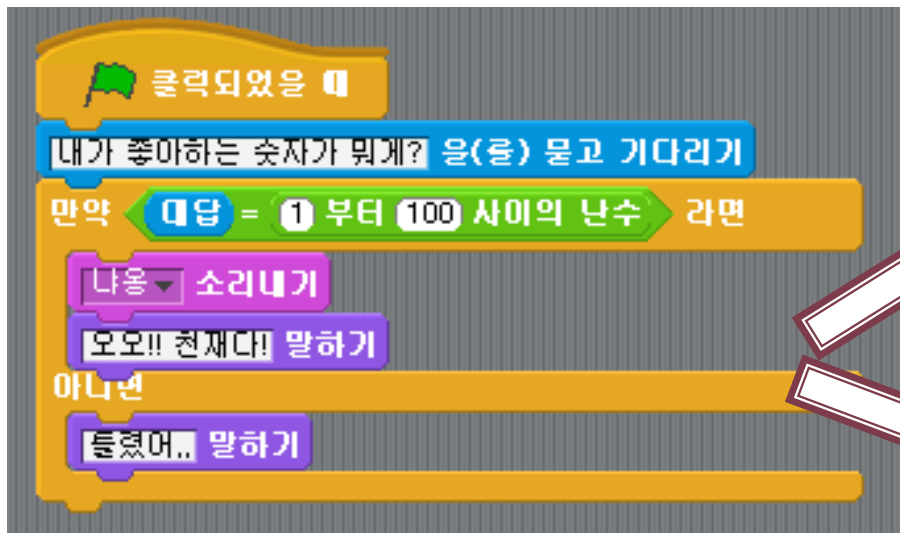 클릭되었을 때
내가 좋아하는 숫자가 뭐게? 을(를) 묻고 기다리기
만약 대답 = 1 부터 100 사이의 난수 라면
냐옹 소리내기
오오!! 천재다! 말하기
아니면
틀렸어.. 말하기